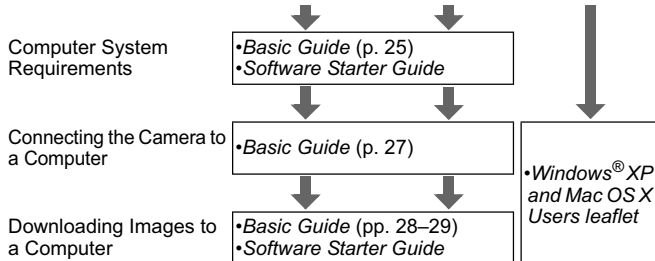 Computer System
Requirements
•Basic Guide (p. 25)
•Software Starter Guide
Connecting the Camera to
a Computer
•Basic Guide (p. 27)
•Windows® XP
and Mac OS X
Users leaflet
Downloading Images to
a Computer
•Basic Guide (pp. 28–29)
•Software Starter Guide